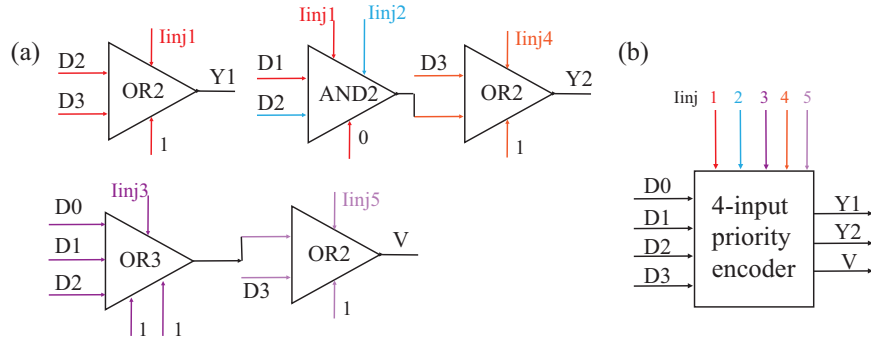 (a)
Iinj1
D2
D3
OR2
Y1
1
Iinj1
Iinj2
D1
D2
AND2
0
Iinj4
D3
OR2
Y2
1
Iinj3
D0
D1
D2
OR3
1 1
Iinj5
D3
OR2
V
1
(b)
Iinj 1 2 3 4 5
D0
D1
D2
D3
4-input
priority
encoder
Y1
Y2
V